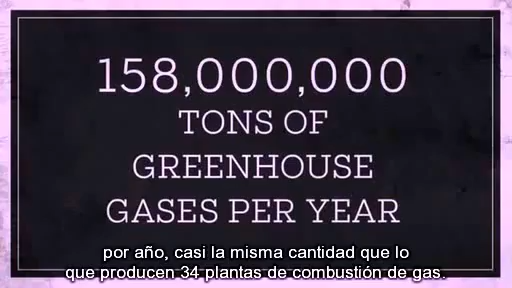 158,000,000
TONS OF
GREENHOUSE
GASES PER YEAR
por año, casi la misma cantidad que lo
que producen 34 plantas de combustión de gas.